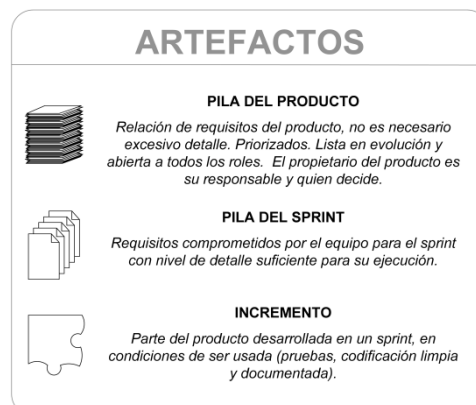 ARTEFACTOS
PILA DEL PRODUCTO
Relación de requisitos del producto, no es necesario
excesivo detalle. Priorizados. Lista en evolución y
abierta a todos los roles. El propietario del producto es
su responsable y quien decide.
PILA DEL SPRINT
Requisitos comprometidos por el equipo para el sprint
con nivel de detalle suficiente para su ejecución.
INCREMENTO
Parte del producto desarrollada en un sprint, en
condiciones de ser usada (pruebas, codificación limpia
y documentada).